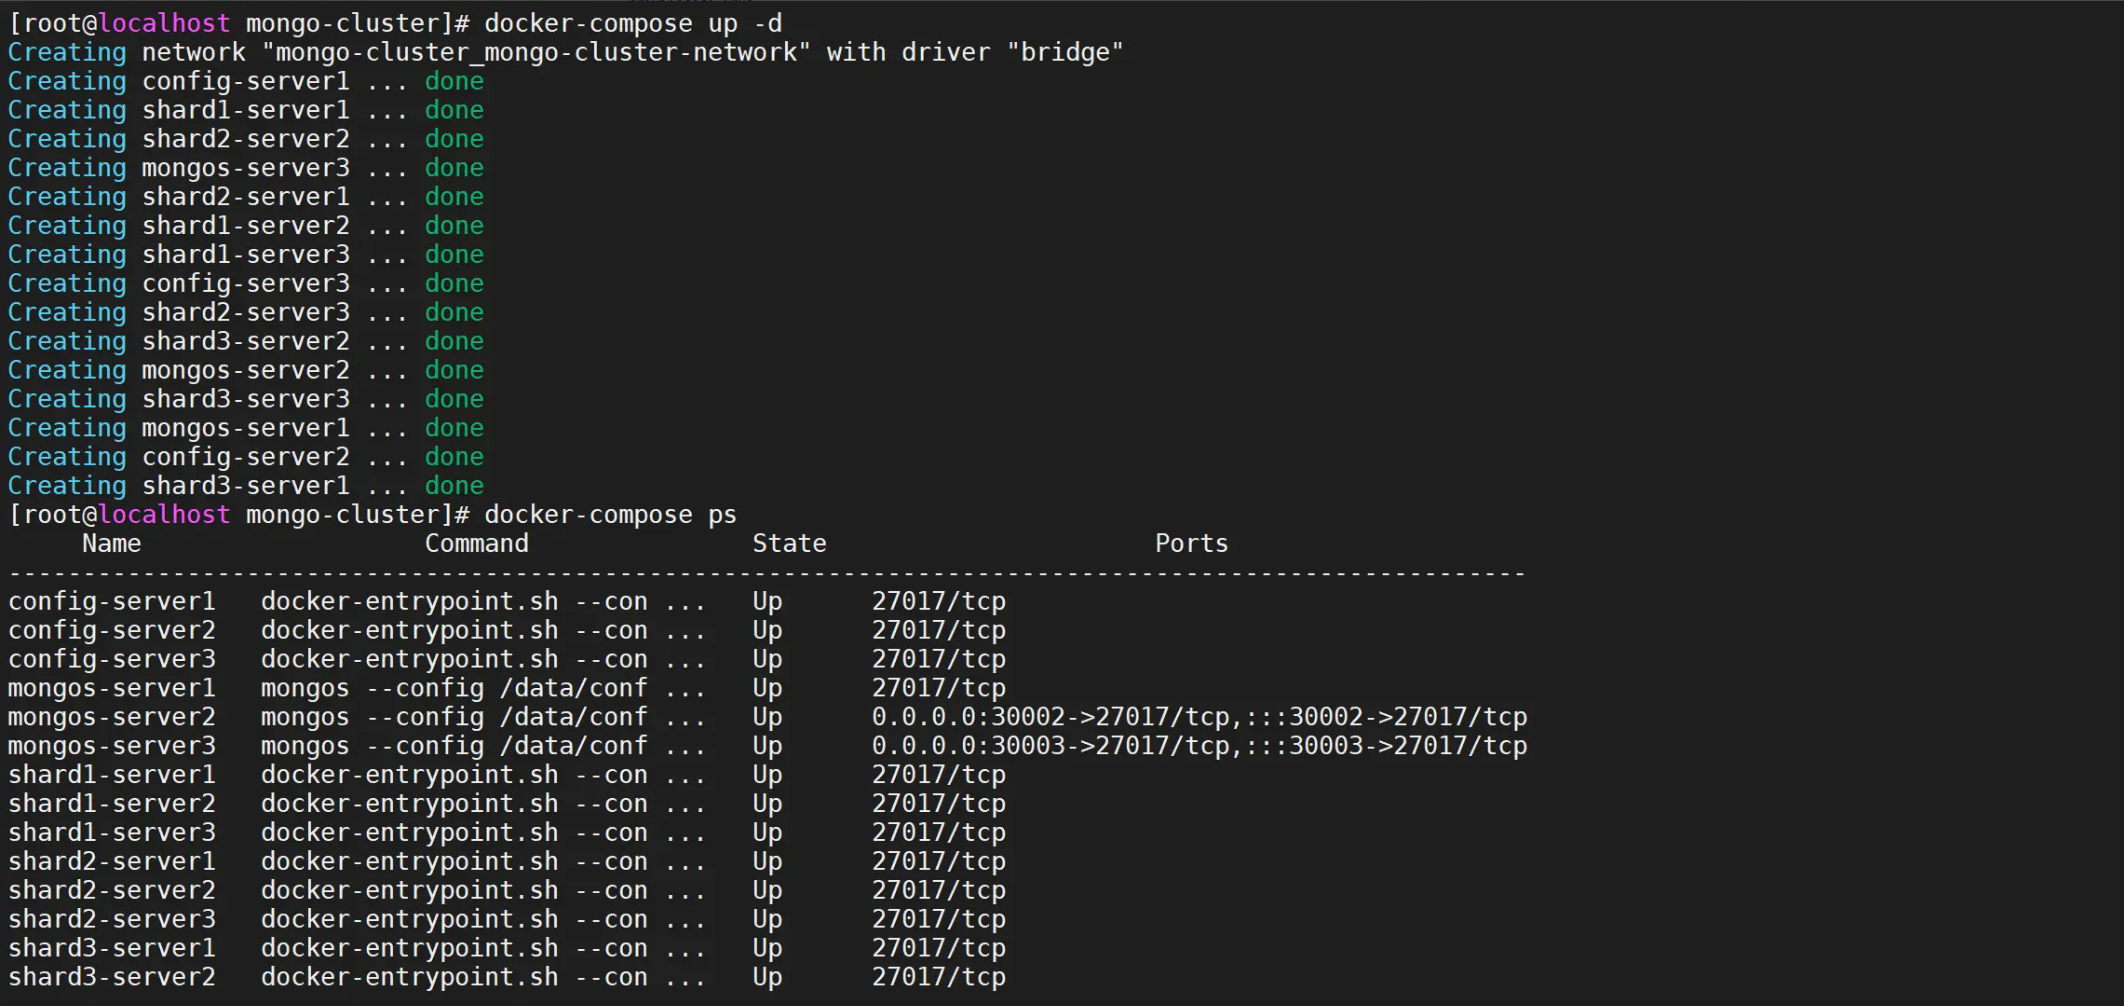 [root@localhost mongo-cluster]# docker-compose up -d
Creating network "mongo-cluster_mongo-cluster-network" with driver "bridge"
Creating config-server1 ... done
Creating shard1-server1 ... done
Creating shard2-server2 ... done
Creating mongos-server3 ... done
Creating shard2-server1 ... done
Creating shard1-server2 ... done
Creating shard1-server3 ... done
Creating config-server3 ... done
Creating shard2-server3 ... done
Creating shard3-server2 ... done
Creating mongos-server2 ... done
Creating shard3-server3 ... done
Creating mongos-server1 ... done
Creating config-server2 ... done
Creating shard3-server1 ... done
[root@localhost mongo-cluster]# docker-compose ps
     Name                   Command               State                      Ports
------------------------------------------------------------------------------------------------------
config-server1   docker-entrypoint.sh --con ...   Up      27017/tcp
config-server2   docker-entrypoint.sh --con ...   Up      27017/tcp
config-server3   docker-entrypoint.sh --con ...   Up      27017/tcp
mongos-server1   mongos --config /data/conf ...   Up      27017/tcp
mongos-server2   mongos --config /data/conf ...   Up      0.0.0.0:30002->27017/tcp,:::30002->27017/tcp
mongos-server3   mongos --config /data/conf ...   Up      0.0.0.0:30003->27017/tcp,:::30003->27017/tcp
shard1-server1   docker-entrypoint.sh --con ...   Up      27017/tcp
shard1-server2   docker-entrypoint.sh --con ...   Up      27017/tcp
shard1-server3   docker-entrypoint.sh --con ...   Up      27017/tcp
shard2-server1   docker-entrypoint.sh --con ...   Up      27017/tcp
shard2-server2   docker-entrypoint.sh --con ...   Up      27017/tcp
shard2-server3   docker-entrypoint.sh --con ...   Up      27017/tcp
shard3-server1   docker-entrypoint.sh --con ...   Up      27017/tcp
shard3-server2   docker-entrypoint.sh --con ...   Up      27017/tcp